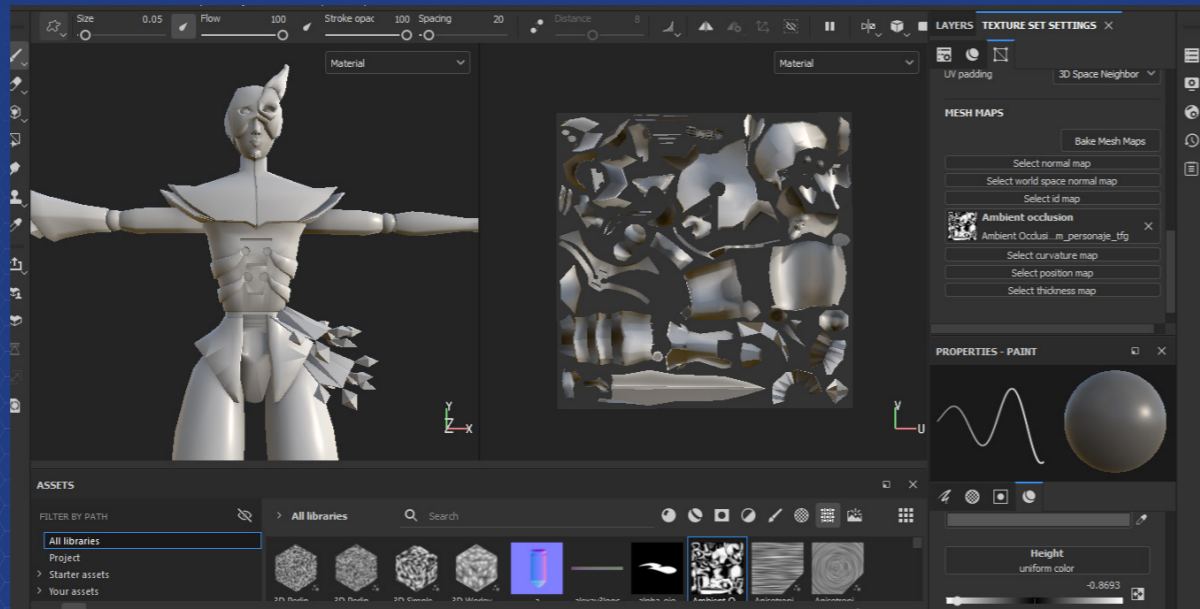 Size 0.05 Flow 100 Stroke opac 100 Spacing 20 Distance 8
LAYERS TEXTURE SET SETTINGS
Material
Material
UV padding 3D Space Neighbor
MESH MAPS
Bake Mesh Maps
Select normal map
Select world space normal map
Select id map
Ambient occlusion
Ambient Occlusi...m_personaje_tfg
Select curvature map
Select position map
Select thickness map
PROPERTIES - PAINT
Y
Z X
V
U
ASSETS
FILTER BY PATH
All libraries
Search
All libraries
Project
Starter assets
Your assets
Height
uniform color
-0.8693